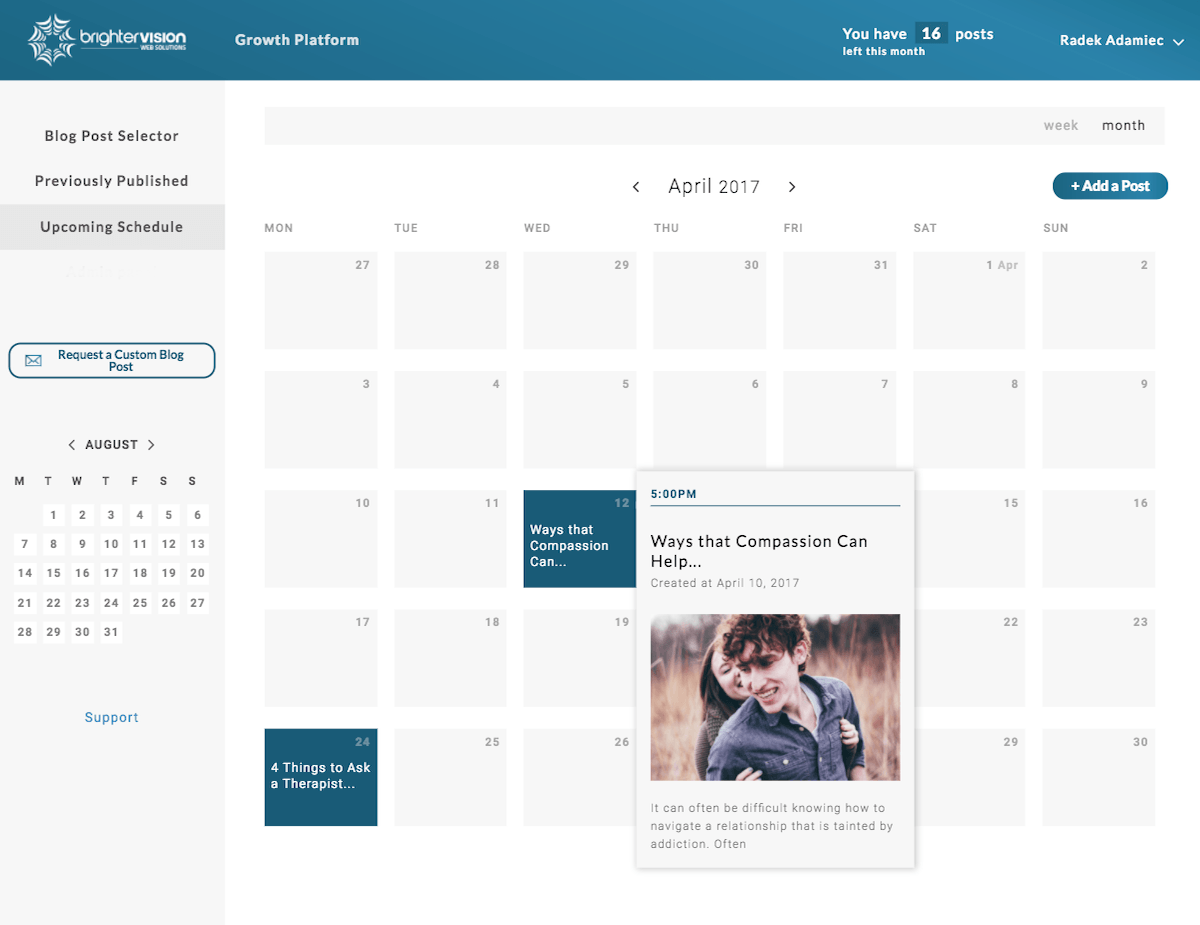 brightervision
WEB SOLUTIONS
Growth Platform
You have 16 posts
left this month
Radek Adamiec
Blog Post Selector
Previously Published
Upcoming Schedule
Request a Custom Blog
Post
AUGUST
M T W T F S S
1 2 3 4 5 6
7 8 9 10 11 12 13
14 15 16 17 18 19 20
21 22 23 24 25 26 27
28 29 30 31
Support
week month
April 2017
+ Add a Post
MON TUE WED THU FRI SAT SUN
27 28 29 30 31 1 Apr 2
3 4 5 6 7 8 9
10 11 12 15 16
Ways that
Compassion
Can...
17 18 19 22 23
24 25 26 29 30
4 Things to Ask
a Therapist...
5:00PM
Ways that Compassion Can
Help...
Created at April 10, 2017
It can often be difficult knowing how to
navigate a relationship that is tainted by
addiction. Often